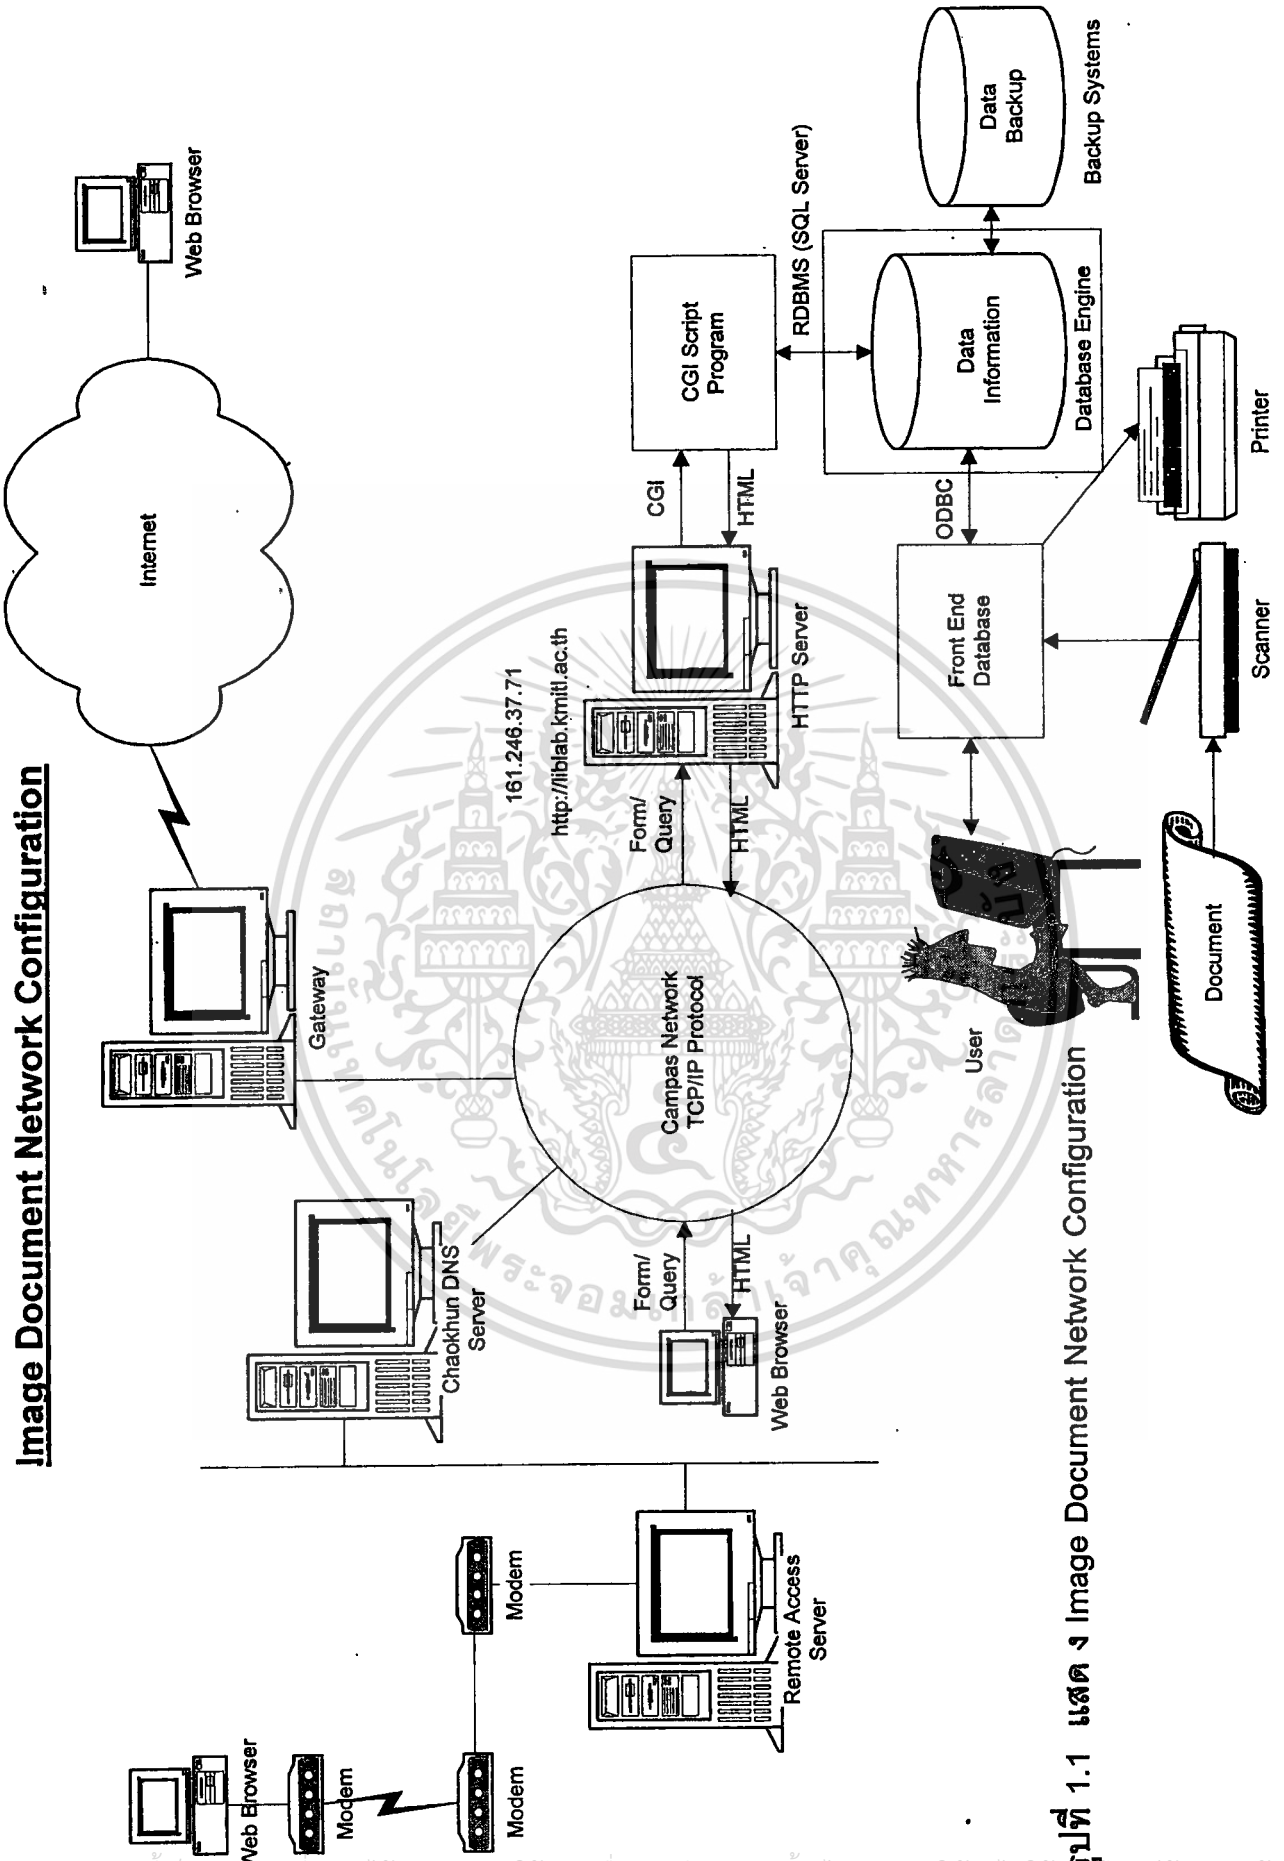 Image Document Network Configuration
Web Browser
Internet
Gateway
Chaokhun DNS
Server
Web Browser
Modem
Modem
Modem
Remote Access
Server
Campas Network
TCP/IP Protocol
Form/
Query
HTML
Web Browser
161.246.37.71
http://liblab.kmitl.ac.th
Form/
Query
HTML
HTTP Server
CGI
HTML
CGI Script
Program
RDBMS (SQL Server)
Data
Information
Database Engine
Data
Backup
Backup Systems
ODBC
Front End
Database
User
Document
Scanner
Printer
รูปที่ 1.1 แสดง Image Document Network Configuration